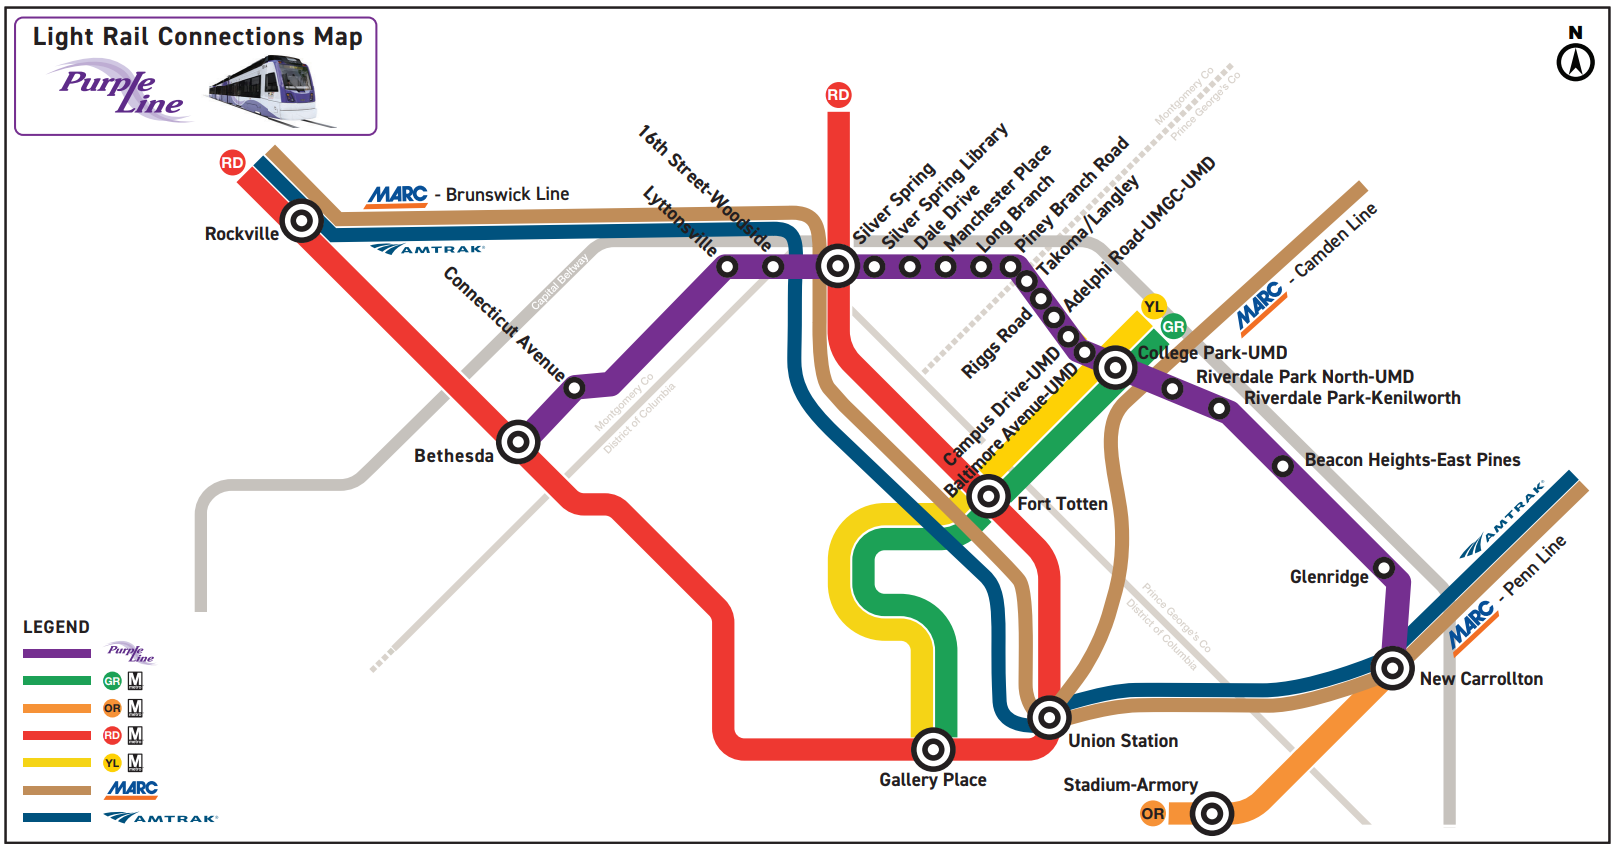 Light Rail Connections Map
Purple
Line
N
RD
RD
Montgomery Co
Prince George's Co
MARC - Brunswick Line
AMTRAK
Rockville
16th Street-Woodside
Lyttonsville
Connecticut Avenue
Capital Beltway
Bethesda
Montgomery Co
District of Columbia
Silver Spring
Silver Spring Library
Dale Drive
Manchester Place
Long Branch
Piney Branch Road
Takoma/Langley
Riggs Road
Adelphi Road-UMGC-UMD
Campus Drive-UMD
Baltimore Avenue-UMD
YL
GR
MARC - Camden Line
College Park-UMD
Riverdale Park North-UMD
Riverdale Park-Kenilworth
Beacon Heights-East Pines
Glenridge
Fort Totten
AMTRAK
MARC - Penn Line
Prince George's Co
District of Columbia
New Carrollton
Union Station
Gallery Place
Stadium-Armory
OR
LEGEND
Purple Line
GR M metro
OR M metro
RD M metro
YL M metro
MARC
AMTRAK